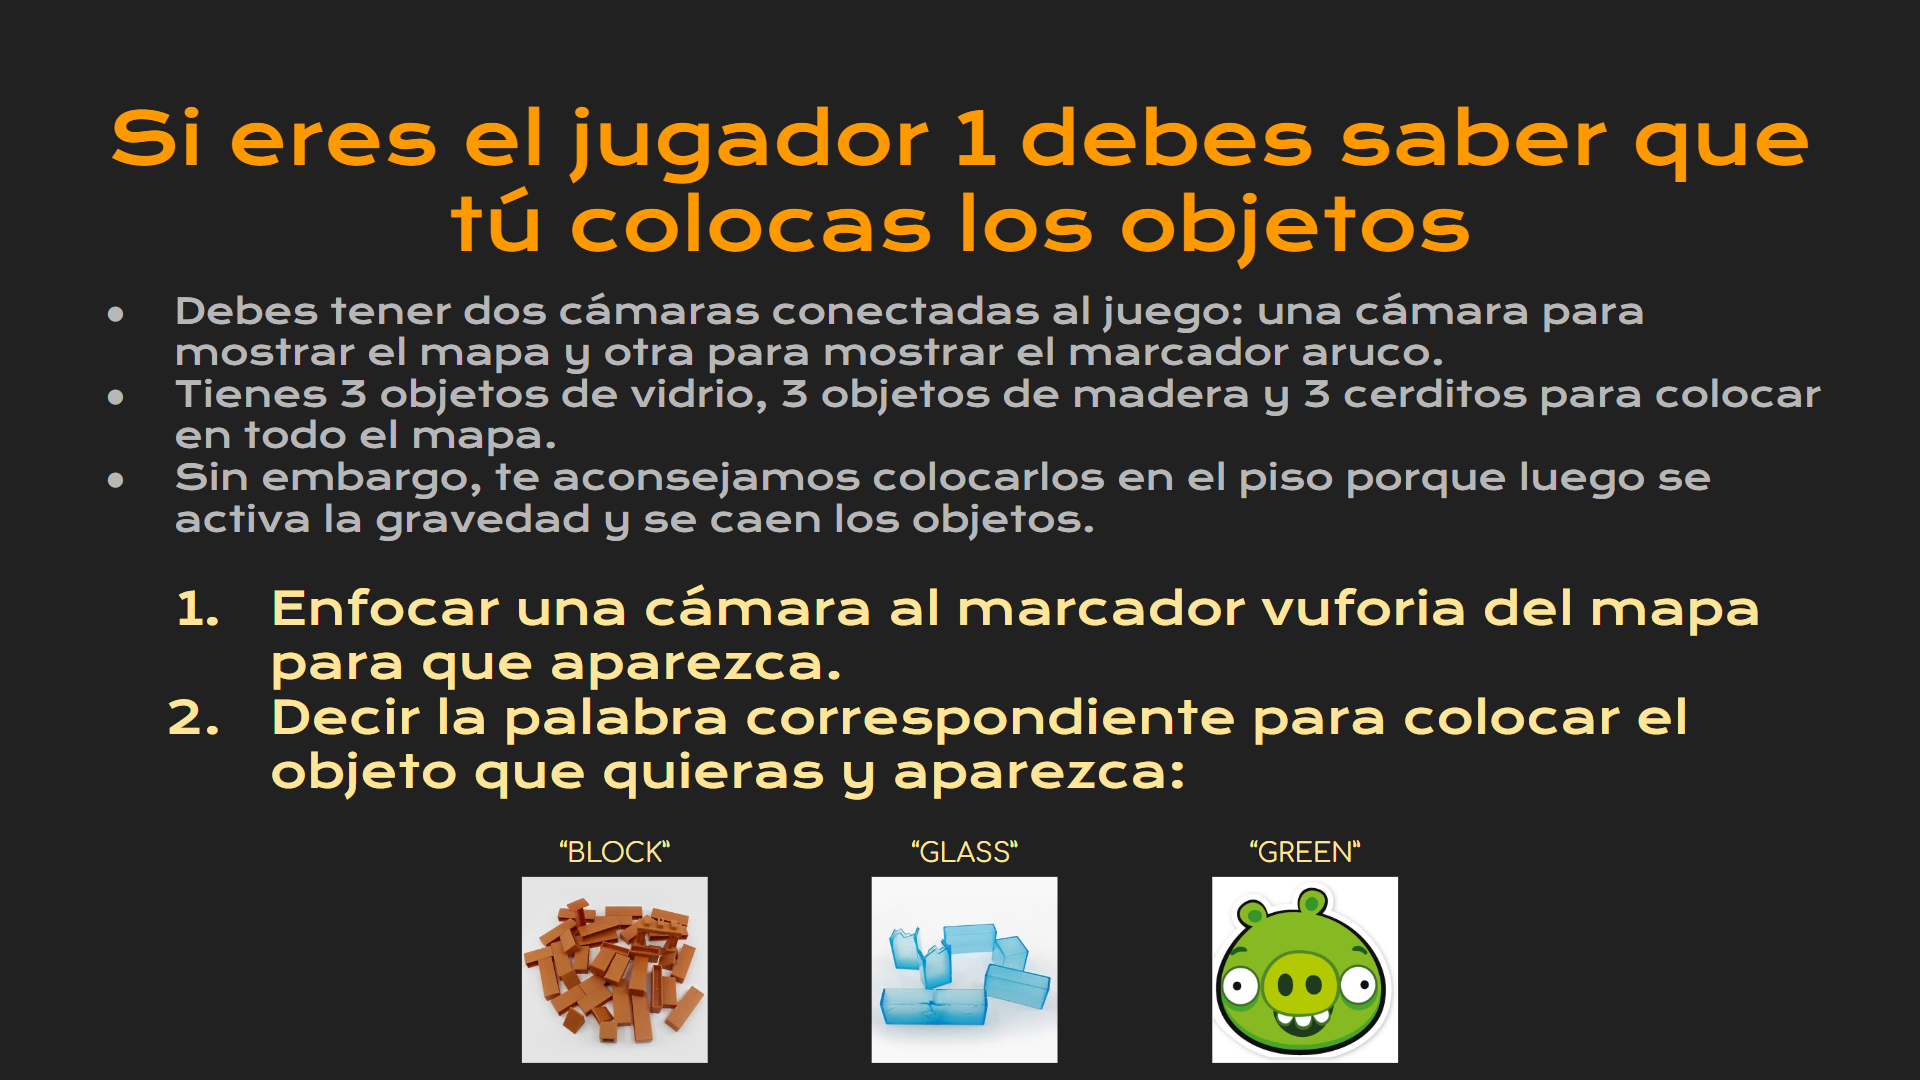 Si eres el jugador 1 debes saber que
tú colocas los objetos
● Debes tener dos cámaras conectadas al juego: una cámara para
mostrar el mapa y otra para mostrar el marcador aruco.
● Tienes 3 objetos de vidrio, 3 objetos de madera y 3 cerditos para colocar
en todo el mapa.
● Sin embargo, te aconsejamos colocarlos en el piso porque luego se
activa la gravedad y se caen los objetos.
1. Enfocar una cámara al marcador vuforia del mapa
para que aparezca.
2. Decir la palabra correspondiente para colocar el
objeto que quieras y aparezca:
“BLOCK”
“GLASS”
“GREEN”